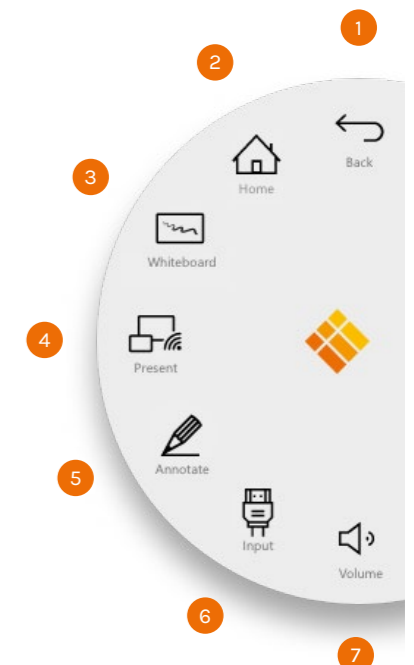 1
Back
2
Home
3
Whiteboard
4
Present
5
Annotate
6
Input
7
Volume